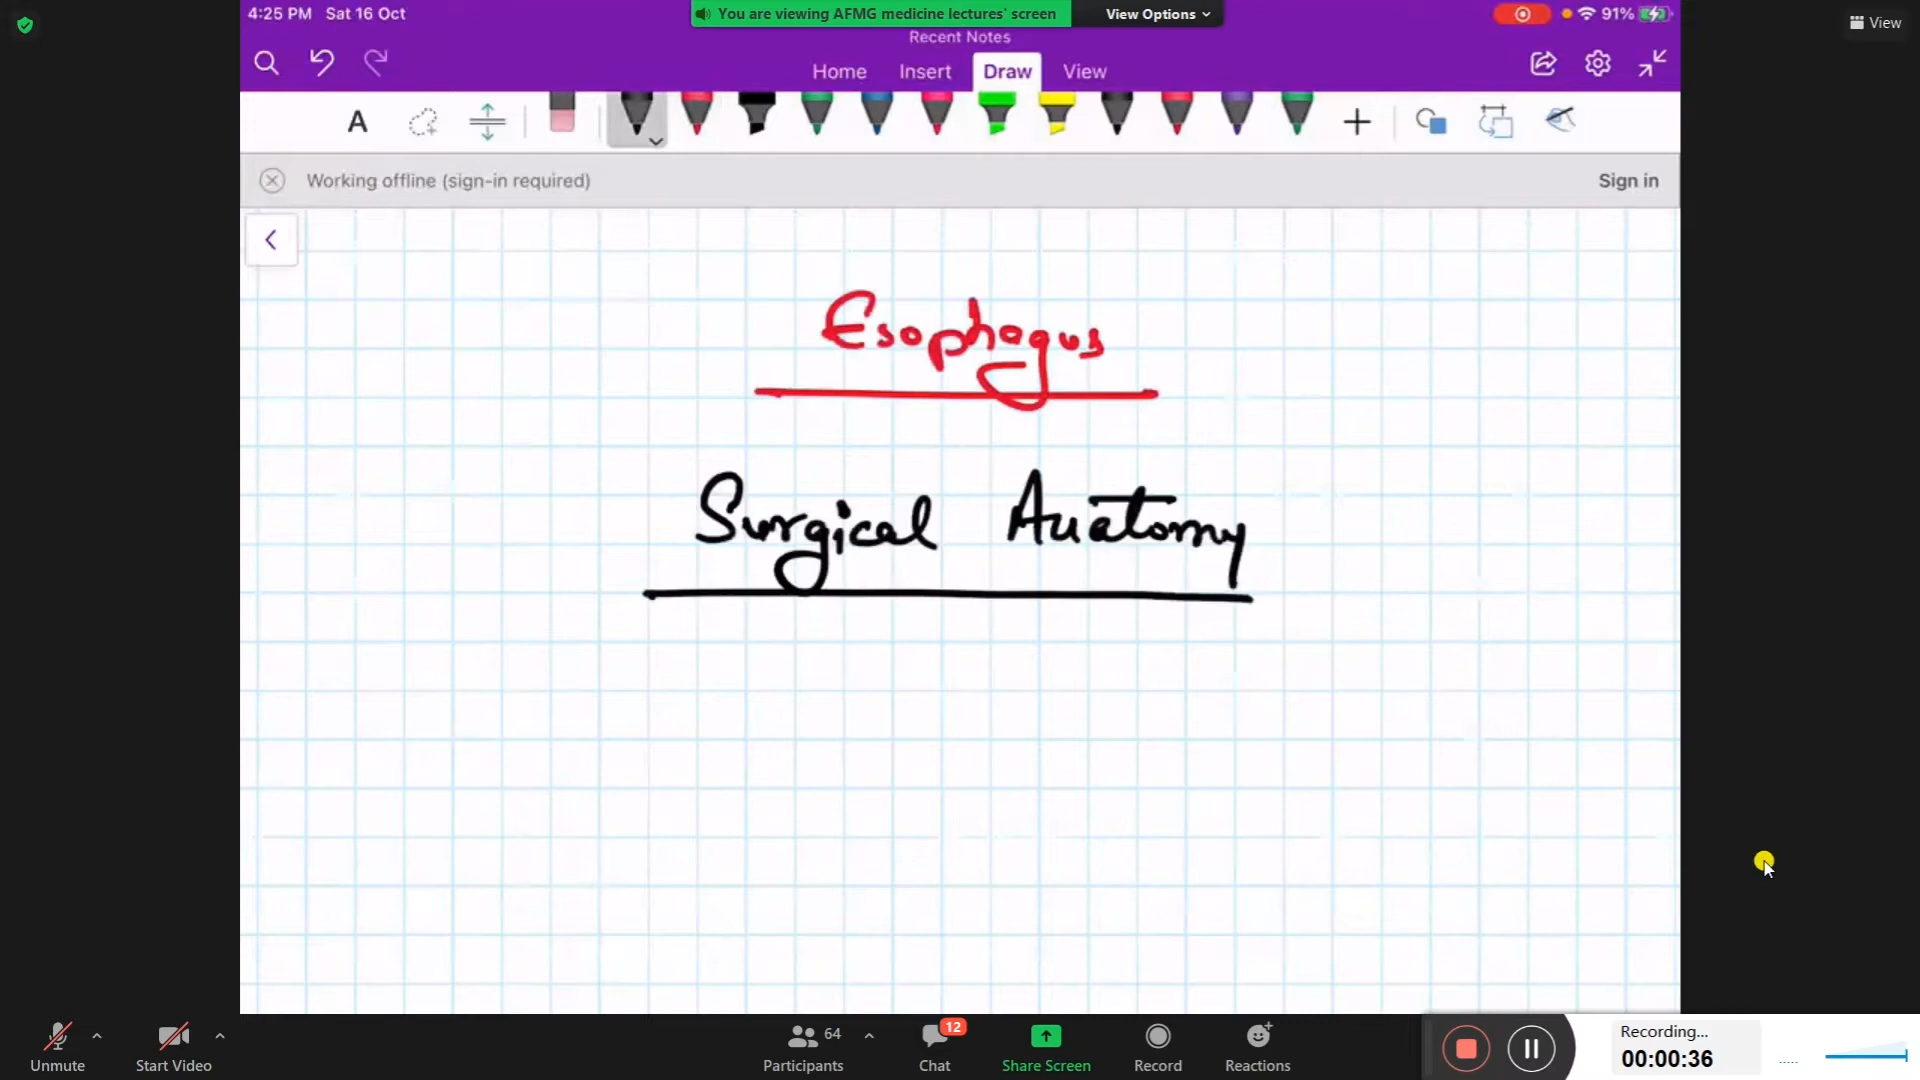 4:25 PM Sat 16 Oct
You are viewing AFMG medicine lectures' screen View Options
91%
View
Recent Notes
Home Insert Draw View
A
Working offline (sign-in required) Sign in
Esophagus
Surgical Anatomy
Unmute Start Video
64 Participants
12 Chat
Share Screen
Record
Reactions
Recording...
00:00:36